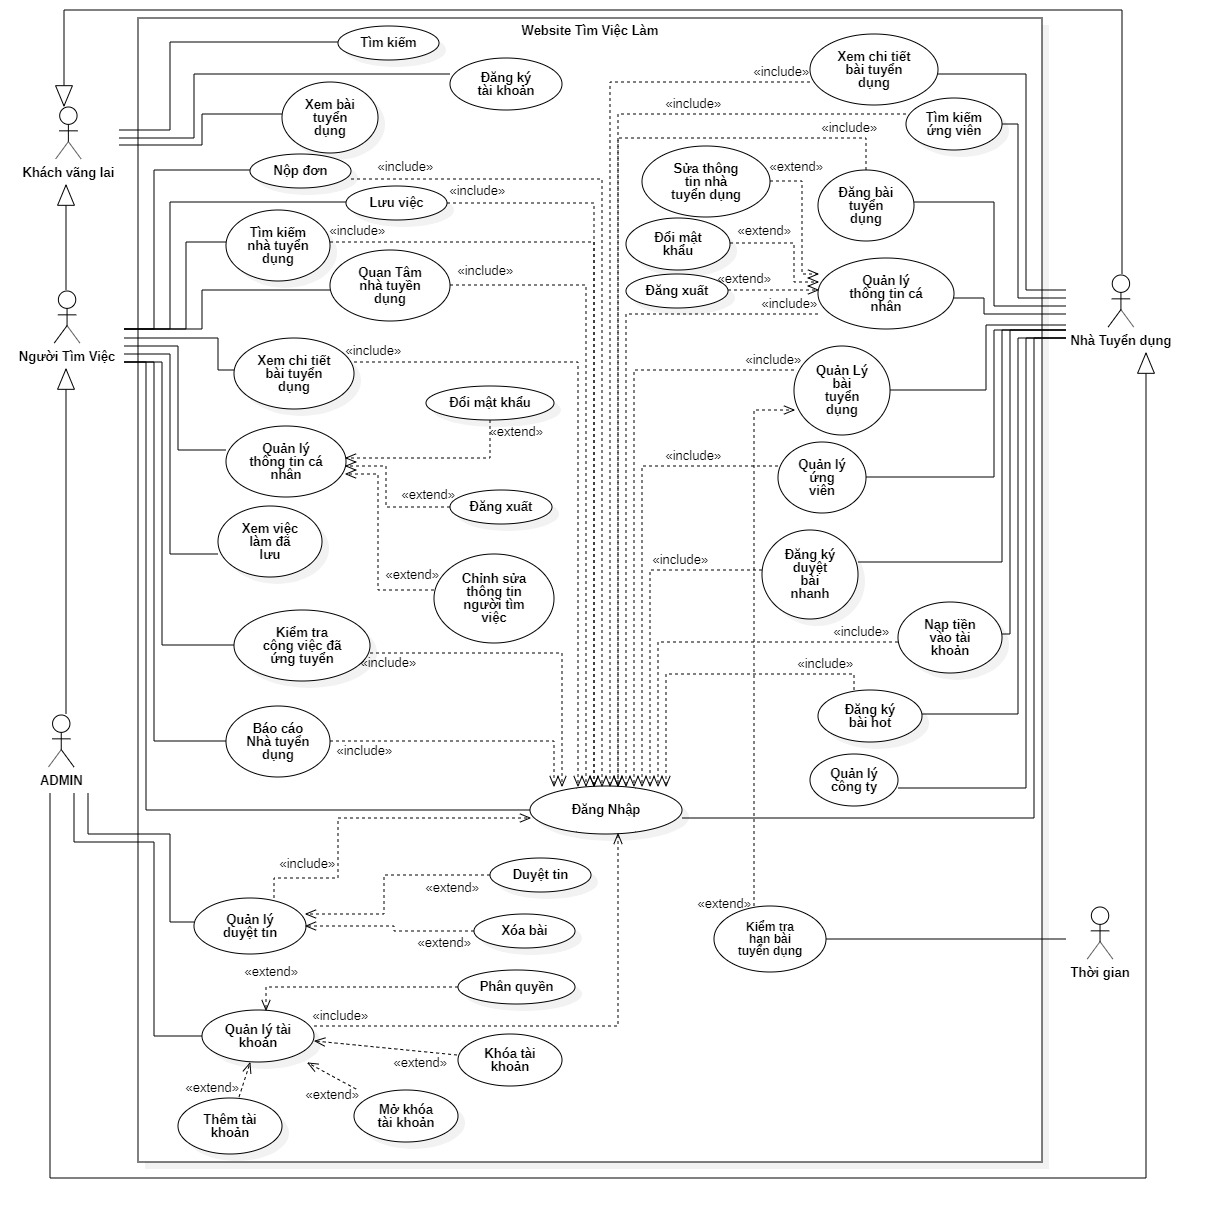 Website Tìm Việc Làm
Tìm kiếm
Đăng ký
tài khoản
Xem bài
tuyển
dụng
Khách vãng lai
Nộp đơn
«include»
Lưu việc
«include»
Tìm kiếm
nhà tuyển
dụng
«include»
Quan Tâm
nhà tuyền
dụng
«include»
Người Tìm Việc
Xem chi tiết
bài tuyển
dụng
«include»
Đổi mật khẩu
«extend»
Quản lý
thông tin cá
nhân
«extend»
Đăng xuất
Xem việc
làm đã
lưu
«extend»
Chỉnh sửa
thông tin
người tìm
việc
Kiểm tra
công việc đã
ứng tuyển
«include»
Báo cáo
Nhà tuyển
dụng
«include»
ADMIN
«include»
Xem chi tiết
bài tuyển
dụng
«include»
Tìm kiếm
ứng viên
«include»
Sửa thông
tin nhà
tuyển dụng
«extend»
Đăng bài
tuyển
dụng
Đổi mật
khẩu
«extend»
Đăng xuất
«extend»
Quản lý
thông tin cá
nhân
«include»
Nhà Tuyển dụng
«include»
Quản Lý
bài
tuyển
dụng
«include»
Quản lý
ứng
viên
«include»
Đăng ký
duyệt
bài
nhanh
«include»
Nạp tiền
vào tài
khoản
«include»
Đăng ký
bài hot
Quản lý
công ty
Đăng Nhập
«include»
Duyệt tin
«extend»
Quản lý
duyệt tin
Xóa bài
«extend»
«extend»
Kiểm tra
hạn bài
tuyển dụng
Thời gian
«extend»
Phân quyền
«include»
Quản lý tài
khoản
Khóa tài
khoản
«extend»
«extend»
Thêm tài
khoản
«extend»
Mở khóa
tài khoản